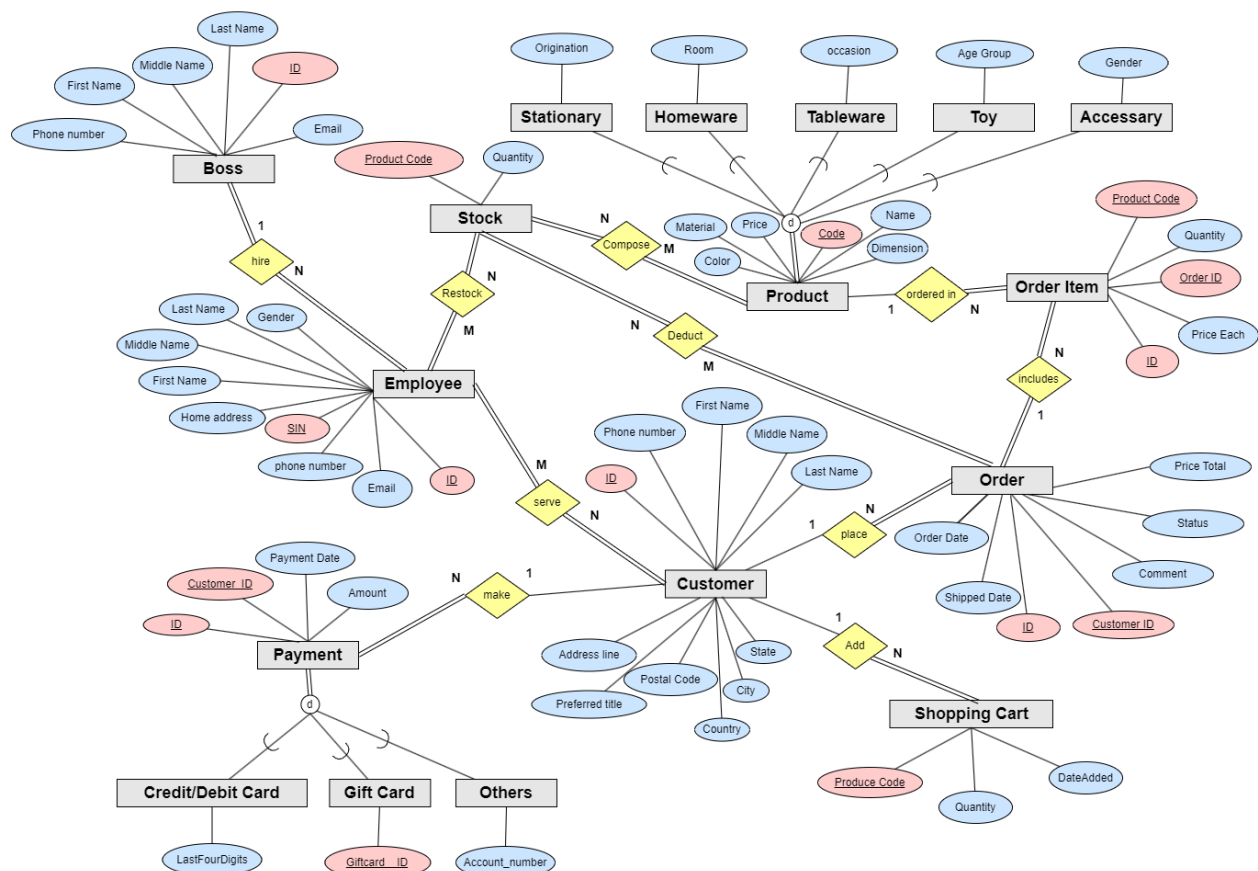 Last Name
Middle Name
ID
First Name
Phone number
Email
Boss
Origination
Room
occasion
Age Group
Gender
Stationary
Homeware
Tableware
Toy
Accessary
Product Code
Quantity
Stock
1
hire
N
N
Compose
M
Restock
N
M
d
Material
Price
Code
Name
Color
Dimension
Product
1
ordered in
N
Product Code
Quantity
Order ID
Order Item
Price Each
ID
N
Deduct
M
N
includes
1
Last Name
Gender
Middle Name
First Name
Employee
Home address
SIN
phone number
Email
ID
M
serve
N
First Name
Phone number
Middle Name
ID
Last Name
1
place
N
Order
Price Total
Status
Order Date
Comment
Shipped Date
ID
Customer ID
Payment Date
Customer_ID
Amount
ID
N
make
1
Customer
Payment
Address line
State
Postal Code
City
Preferred title
Country
1
Add
N
Shopping Cart
DateAdded
Produce Code
Quantity
d
Credit/Debit Card
Gift Card
Others
LastFourDigits
Giftcard__ID
Account_number